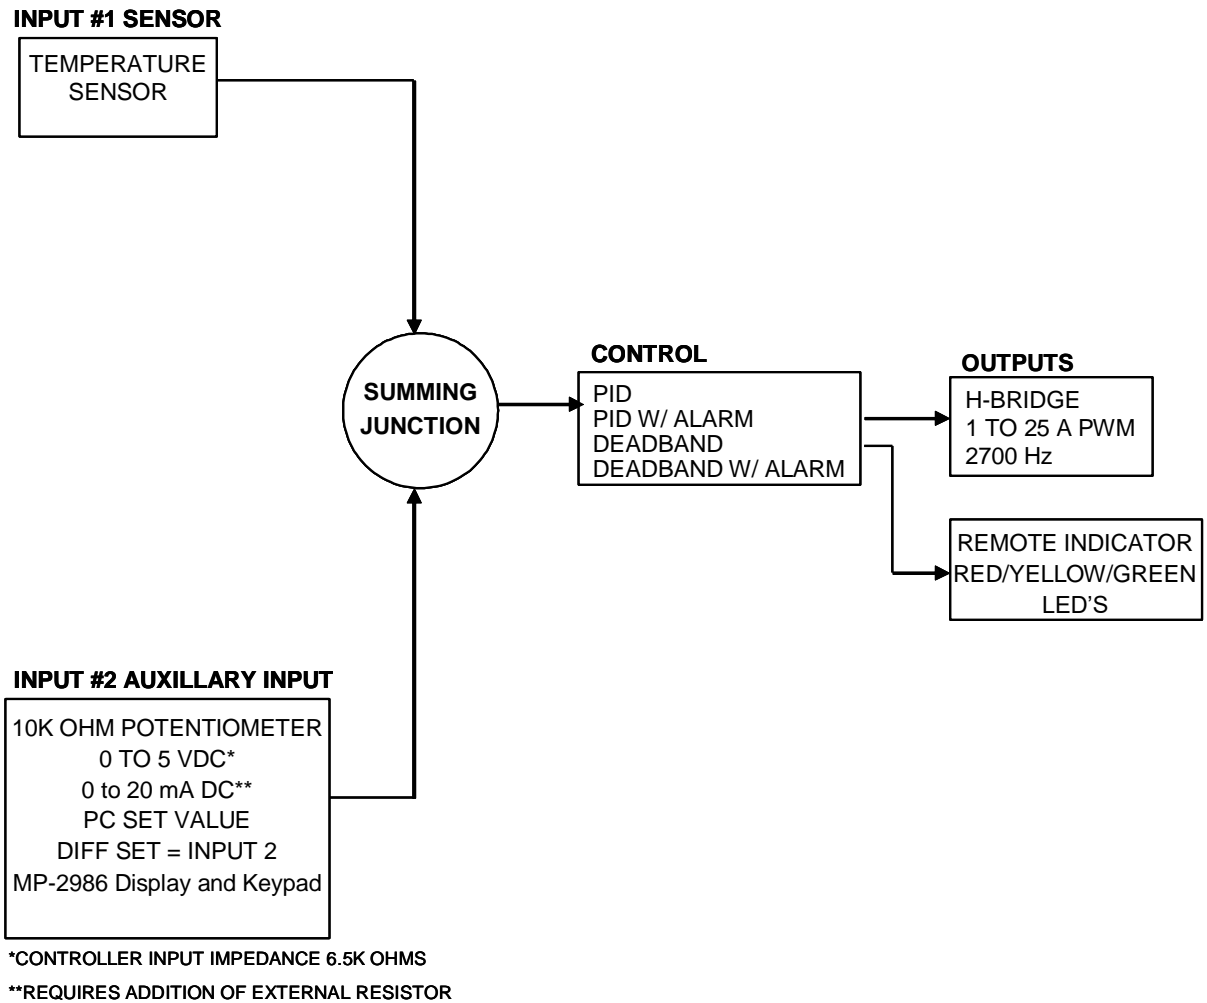 INPUT #1 SENSOR
TEMPERATURE
SENSOR
SUMMING
JUNCTION
CONTROL
PID
PID W/ ALARM
DEADBAND
DEADBAND W/ ALARM
OUTPUTS
H-BRIDGE
1 TO 25 A PWM
2700 Hz
REMOTE INDICATOR
RED/YELLOW/GREEN
LED'S
INPUT #2 AUXILLARY INPUT
10K OHM POTENTIOMETER
0 TO 5 VDC*
0 to 20 mA DC**
PC SET VALUE
DIFF SET = INPUT 2
MP-2986 Display and Keypad
*CONTROLLER INPUT IMPEDANCE 6.5K OHMS
**REQUIRES ADDITION OF EXTERNAL RESISTOR